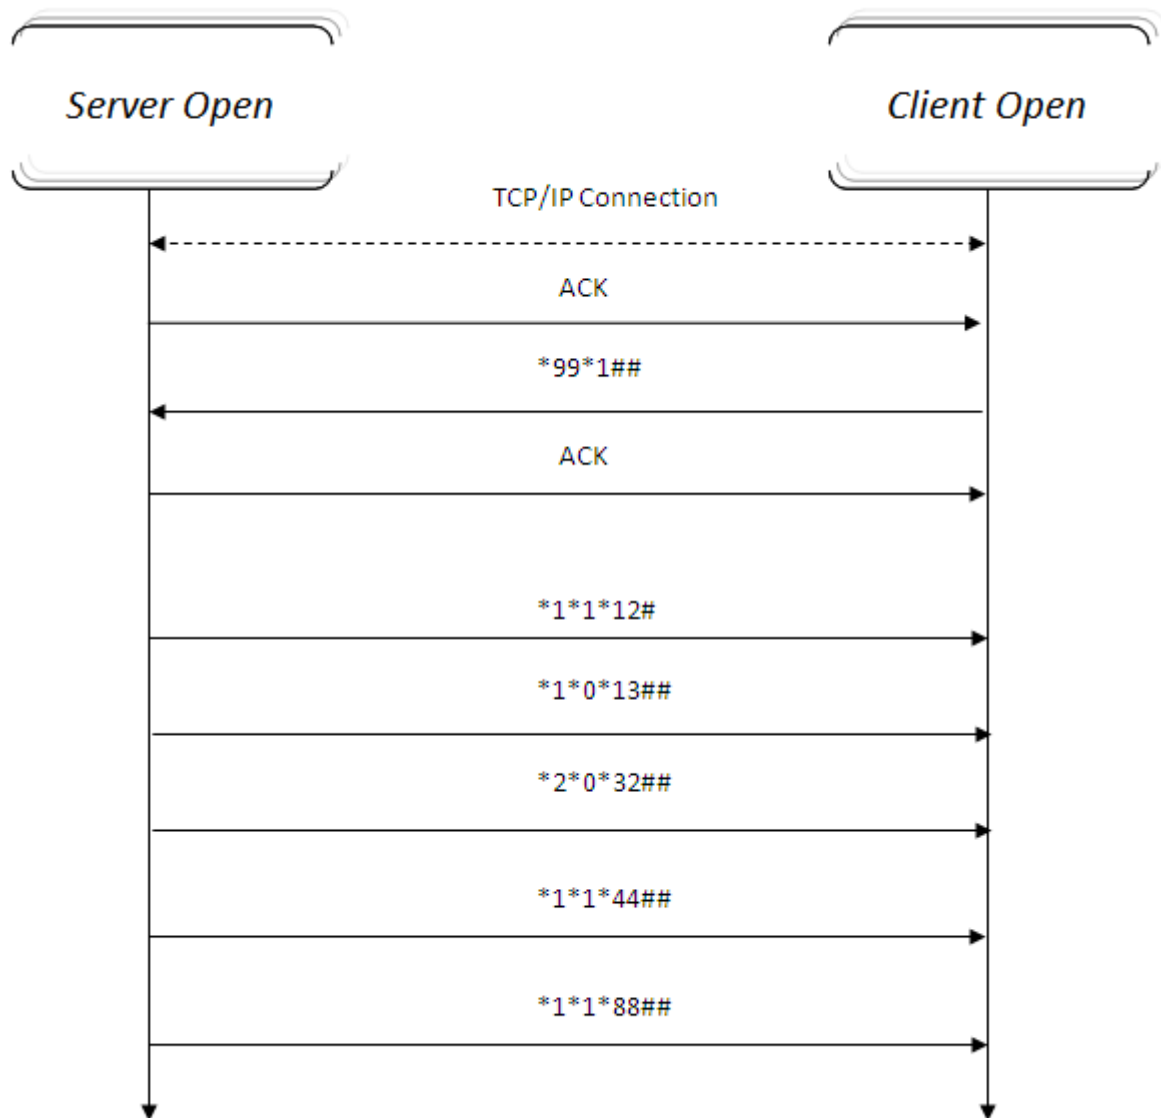 Server Open
Client Open
TCP/IP Connection
ACK
*99*1##
ACK
*1*1*12#
*1*0*13##
*2*0*32##
*1*1*44##
*1*1*88##